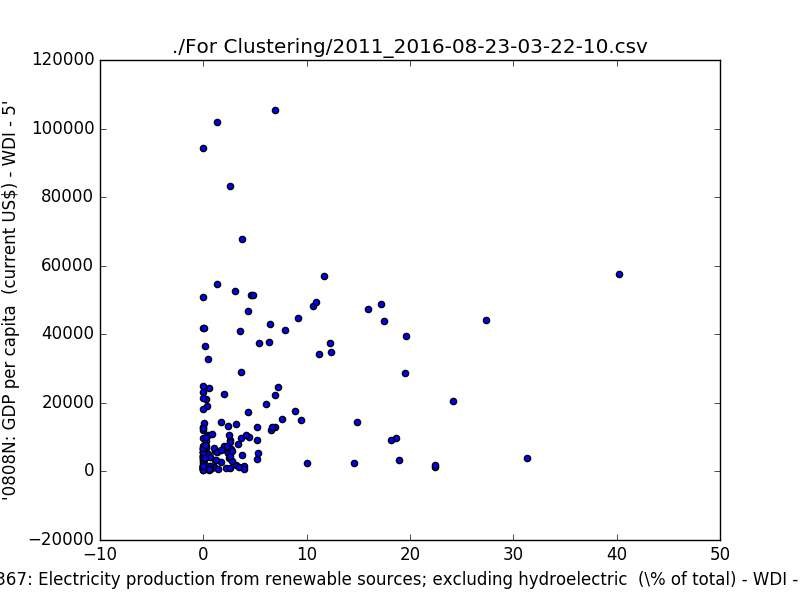 ./For Clustering/2011_2016-08-23-03-22-10.csv
120000
100000
80000
60000
40000
20000
0
−20000
'0808N: GDP per capita  (current US$) - WDI - 5'
−10 0 10 20 30 40 50
367: Electricity production from renewable sources; excluding hydroelectric  (\% of total) - WDI -